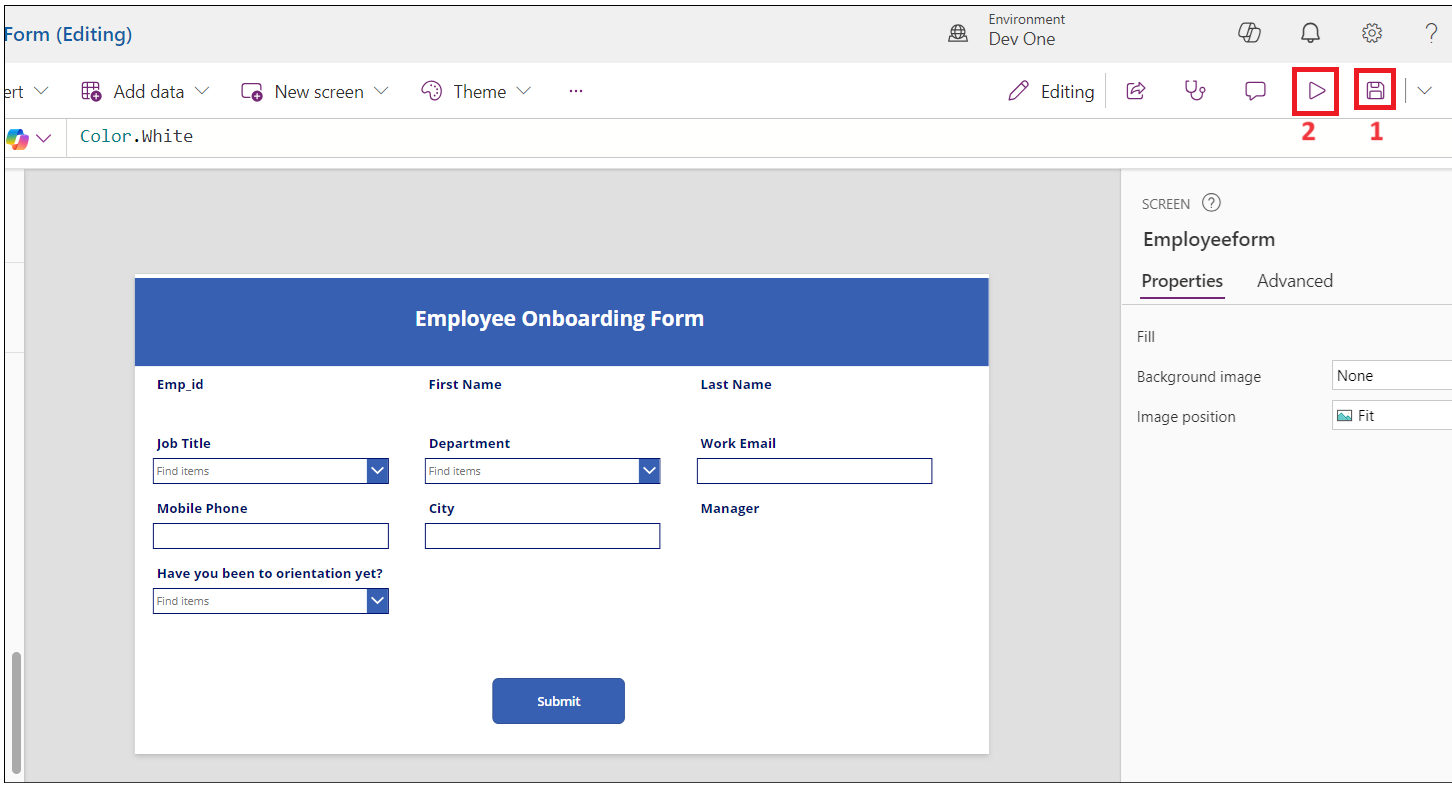 Form (Editing)
Environment
Dev One
ert Add data New screen Theme ... Editing
2 1
Color.White
SCREEN ?
Employeeform
Properties Advanced
Fill
Background image None
Image position Fit
Employee Onboarding Form
Emp_id First Name Last Name
Job Title Department Work Email
Find items Find items
Mobile Phone City Manager
Have you been to orientation yet?
Find items
Submit